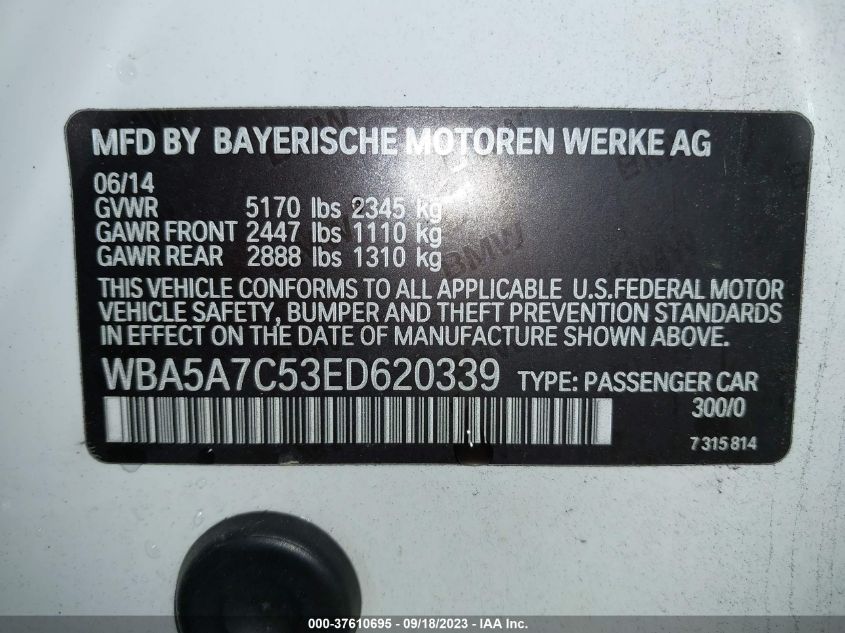 MFD BY BAYERISCHE MOTOREN WERKE AG
06/14
GVWR 5170 lbs 2345 kg
GAWR FRONT 2447 lbs 1110 kg
GAWR REAR 2888 lbs 1310 kg
THIS VEHICLE CONFORMS TO ALL APPLICABLE U.S.FEDERAL MOTOR
VEHICLE SAFETY, BUMPER AND THEFT PREVENTION STANDARDS
IN EFFECT ON THE DATE OF MANUFACTURE SHOWN ABOVE.
WBA5A7C53ED620339 TYPE: PASSENGER CAR
300/0
7 315 814
000-37610695 - 09/18/2023 - © IAA, Inc.